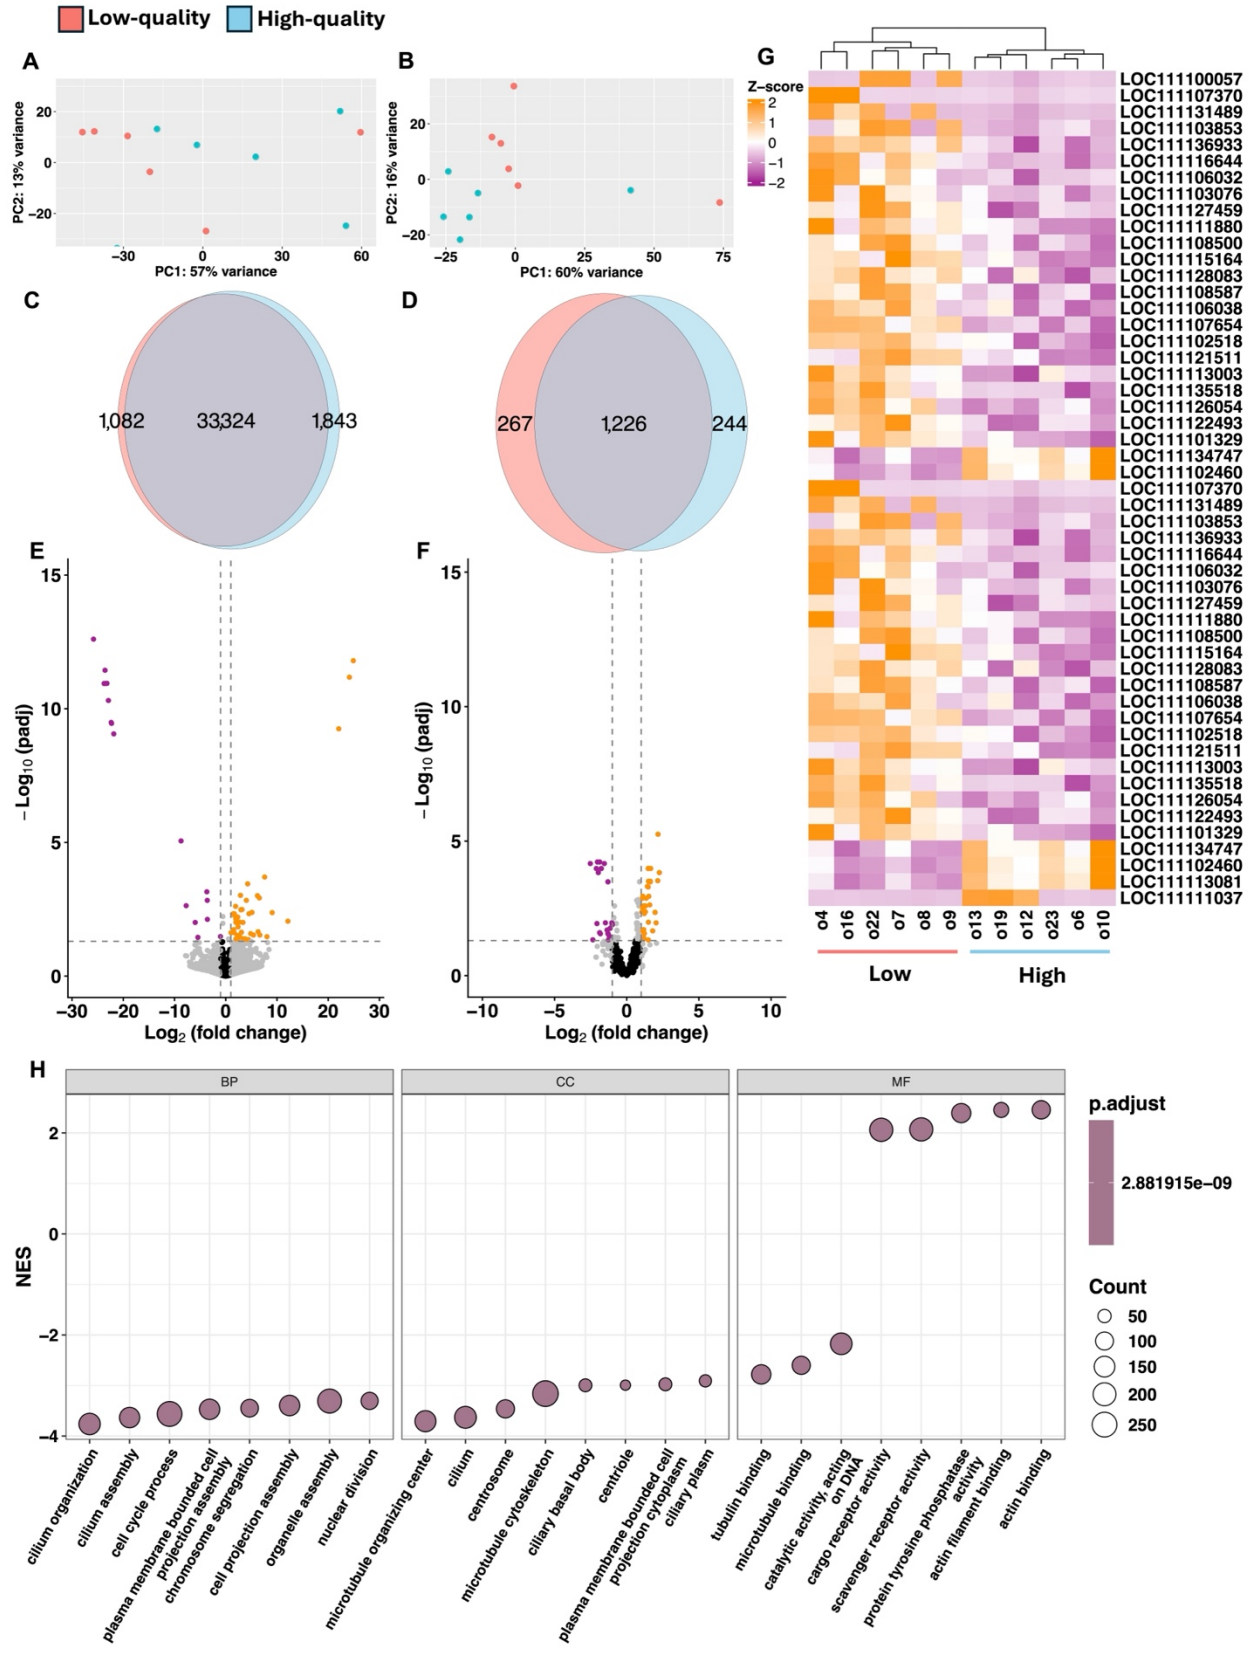 Low-quality High-quality
A
20
0
−20
PC2: 13% variance
−30 0 30 60
PC1: 57% variance
B
20
0
−20
PC2: 16% variance
−25 0 25 50 75
PC1: 60% variance
C
1,082 33,324 1,843
D
267 1,226 244
E
15
10
5
0
−Log10 (padj)
−30 −20 −10 0 10 20 30
Log2 (fold change)
F
15
10
5
0
−Log10 (padj)
−10 −5 0 5 10
Log2 (fold change)
G
Z−score
2
1
0
−1
−2
LOC111100057
LOC111107370
LOC111131489
LOC111103853
LOC111136933
LOC111116644
LOC111106032
LOC111103076
LOC111127459
LOC111111880
LOC111108500
LOC111115164
LOC111128083
LOC111108587
LOC111106038
LOC111107654
LOC111102518
LOC111121511
LOC111113003
LOC111135518
LOC111126054
LOC111122493
LOC111101329
LOC111134747
LOC111102460
LOC111107370
LOC111131489
LOC111103853
LOC111136933
LOC111116644
LOC111106032
LOC111103076
LOC111127459
LOC111111880
LOC111108500
LOC111115164
LOC111128083
LOC111108587
LOC111106038
LOC111107654
LOC111102518
LOC111121511
LOC111113003
LOC111135518
LOC111126054
LOC111122493
LOC111101329
LOC111134747
LOC111102460
LOC111113081
LOC111111037
o4 o16 o22 o7 o8 o9 o13 o19 o12 o23 o6 o10
Low High
H
BP CC MF
2
0
−2
−4
NES
cilium organization
cilium assembly
cell cycle process
plasma membrane bounded cell
projection assembly
chromosome segregation
cell projection assembly
organelle assembly
nuclear division
microtubule organizing center
cilium
centrosome
microtubule cytoskeleton
ciliary basal body
centriole
plasma membrane bounded cell
projection cytoplasm
ciliary plasm
tubulin binding
microtubule binding
catalytic activity, acting
on DNA
cargo receptor activity
scavenger receptor activity
protein tyrosine phosphatase
activity
actin filament binding
actin binding
p.adjust
2.881915e−09
Count
50
100
150
200
250